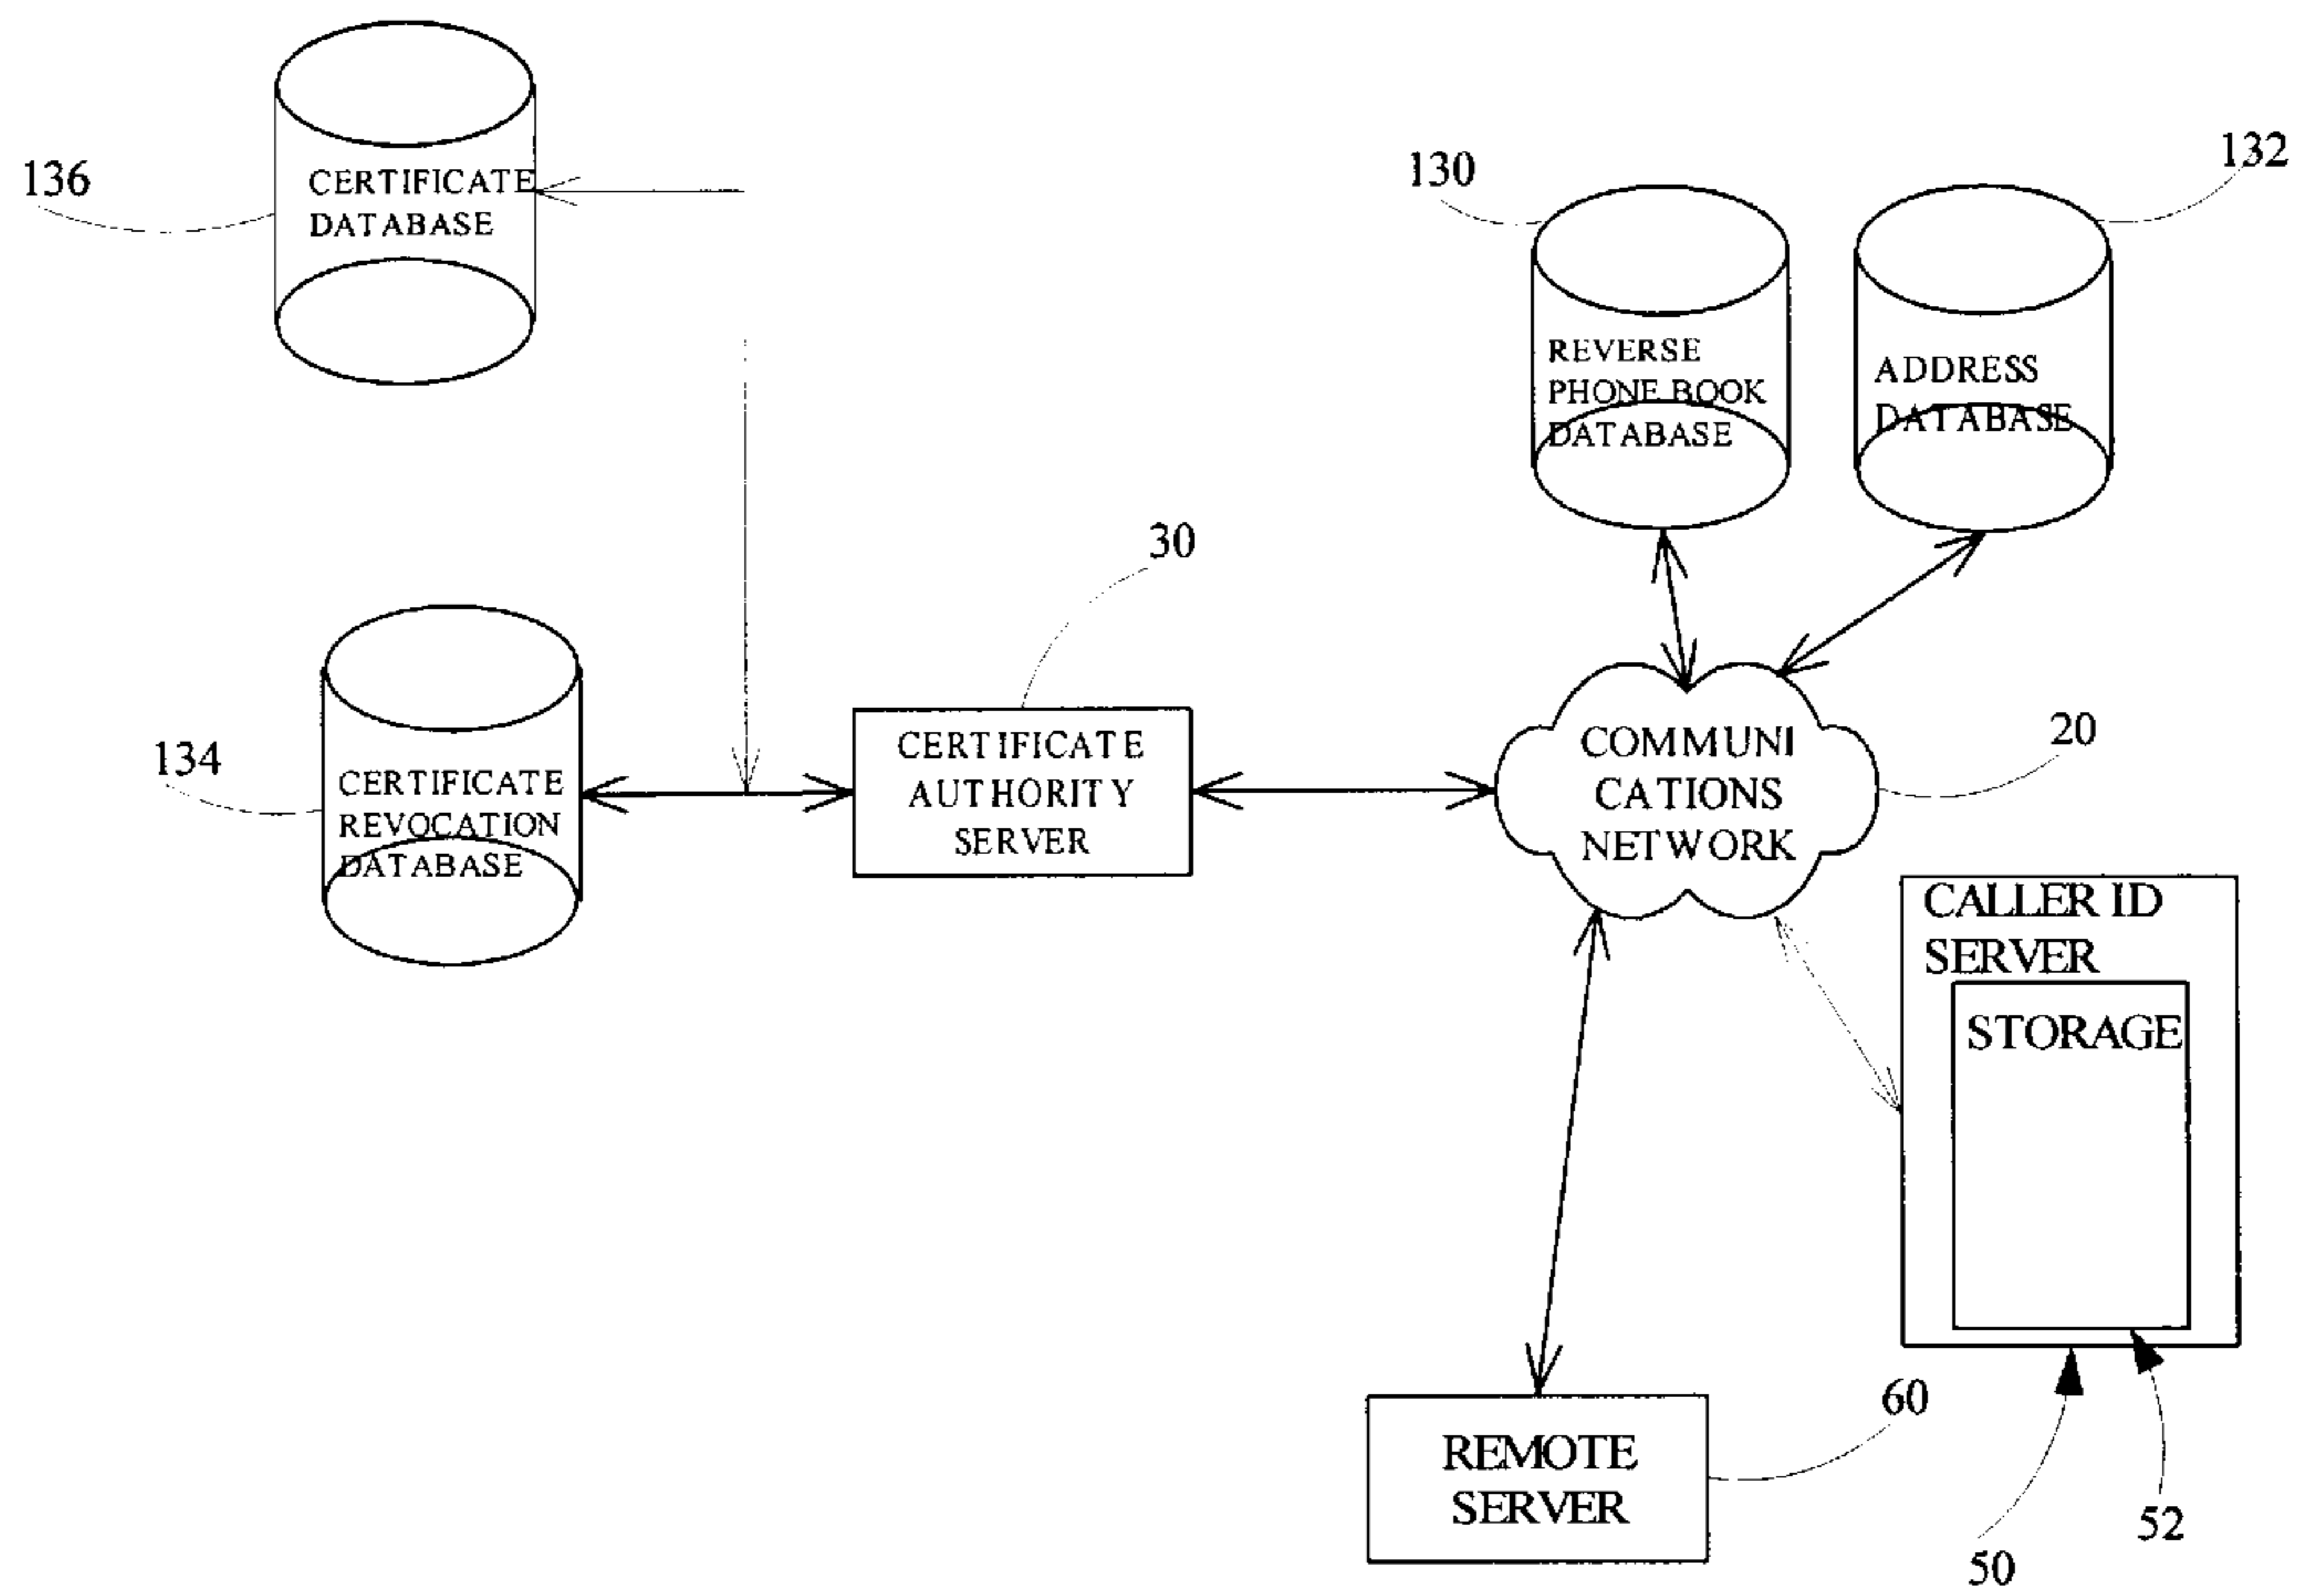 136
CERTIFICATE
DATABASE
130
132
REVERSE
PHONE BOOK
DATABASE
ADDRESS
DATABASE
30
134
CERTIFICATE
REVOCATION
DATABASE
CERTIFICATE
AUTHORITY
SERVER
COMMUNI
CATIONS
NETWORK
20
CALLER ID
SERVER
STORAGE
60
REMOTE
SERVER
52
50